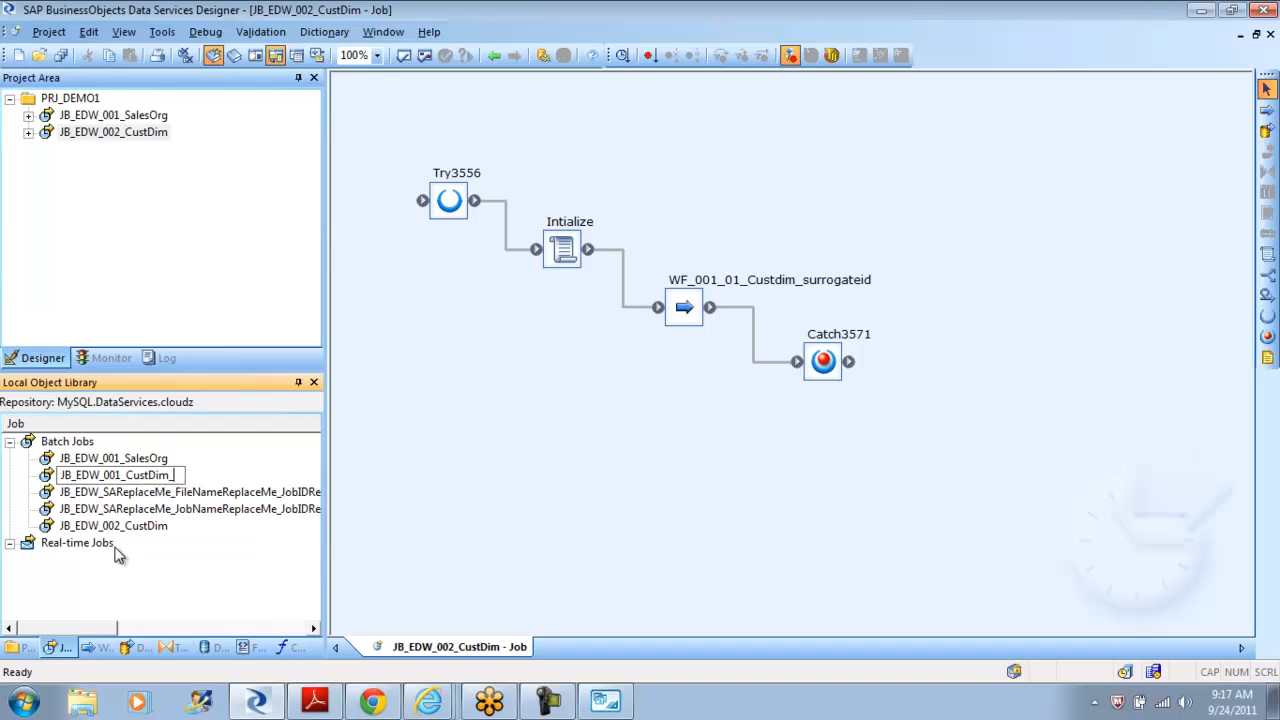 SAP BusinessObjects Data Services Designer - [JB_EDW_002_CustDim - Job]
Project Edit View Tools Debug Validation Dictionary Window Help
100%
Project Area
PRJ_DEMO1
JB_EDW_001_SalesOrg
JB_EDW_002_CustDim
Designer Monitor Log
Local Object Library
Repository: MySQL.DataServices.cloudz
Job
Batch Jobs
JB_EDW_001_SalesOrg
JB_EDW_001_CustDim_
JB_EDW_SAReplaceMe_FileNameReplaceMe_JobIDRe
JB_EDW_SAReplaceMe_JobNameReplaceMe_JobIDRe
JB_EDW_002_CustDim
Real-time Jobs
P... J... W... D... T... D... F... C...
Try3556
Intialize
WF_001_01_Custdim_surrogateid
Catch3571
JB_EDW_002_CustDim - Job
Ready
CAP NUM SCRL
9:17 AM
9/24/2011